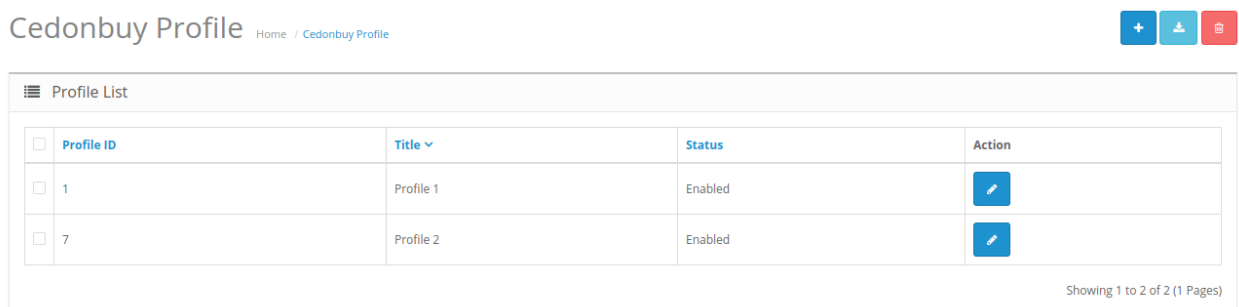 Cedonbuy Profile Home / Cedonbuy Profile
Profile List
Profile ID Title Status Action
1 Profile 1 Enabled
7 Profile 2 Enabled
Showing 1 to 2 of 2 (1 Pages)